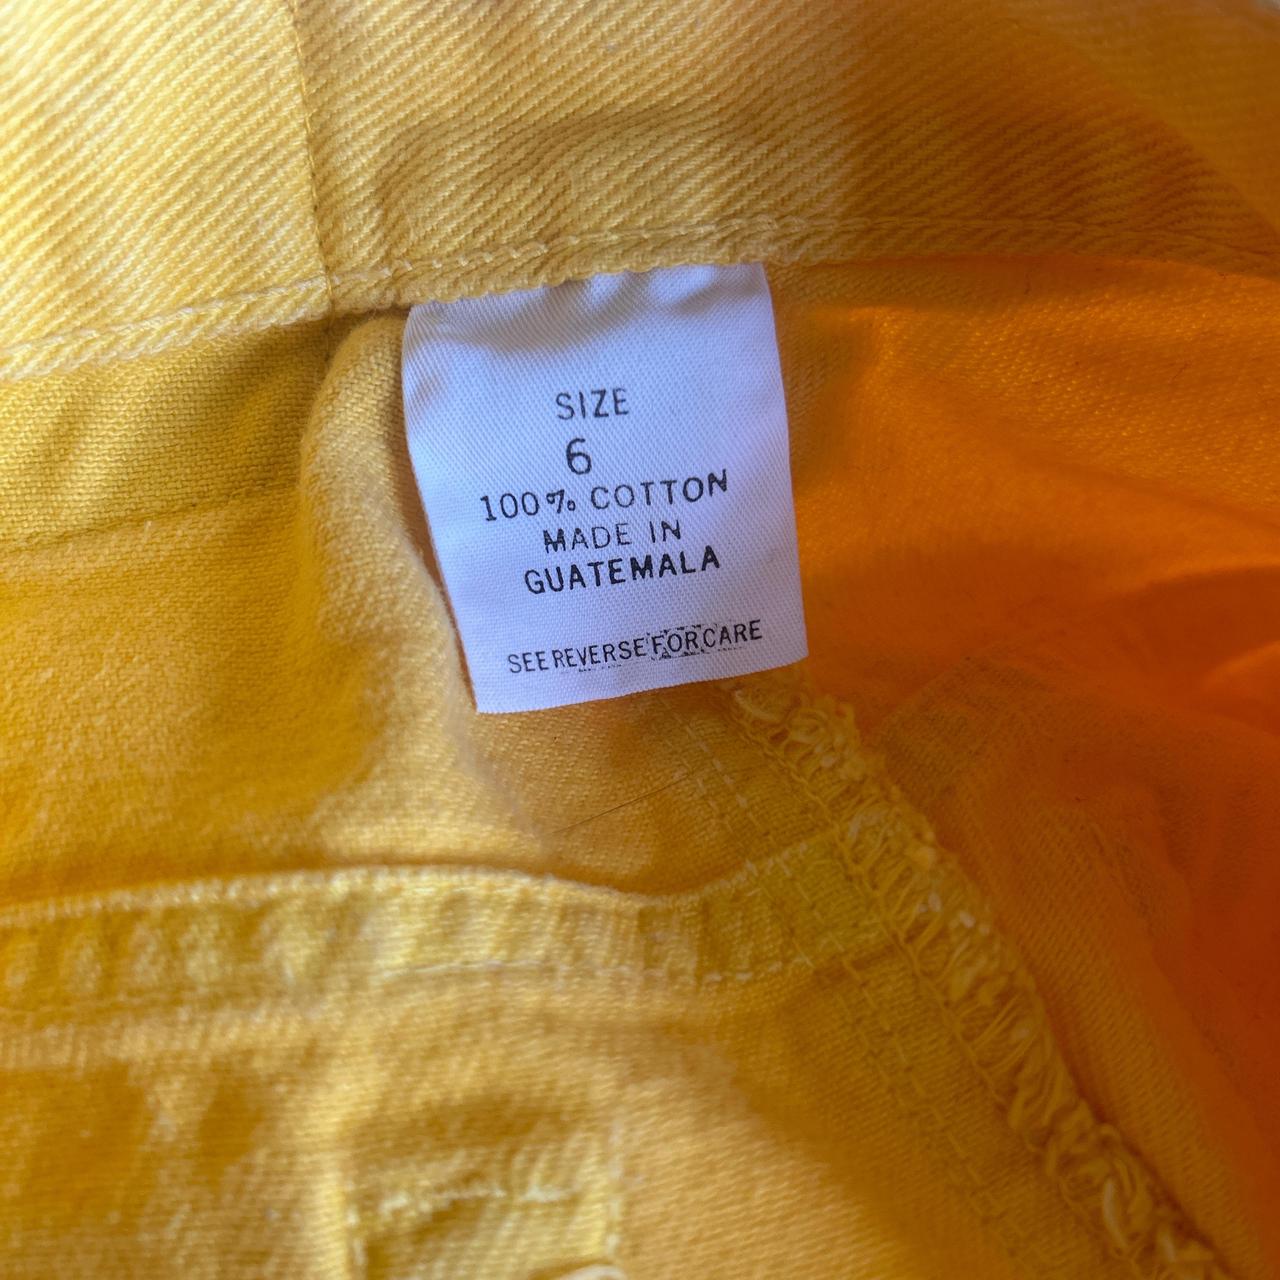 SIZE
6
100% COTTON
MADE IN
GUATEMALA
SEE REVERSE FOR CARE